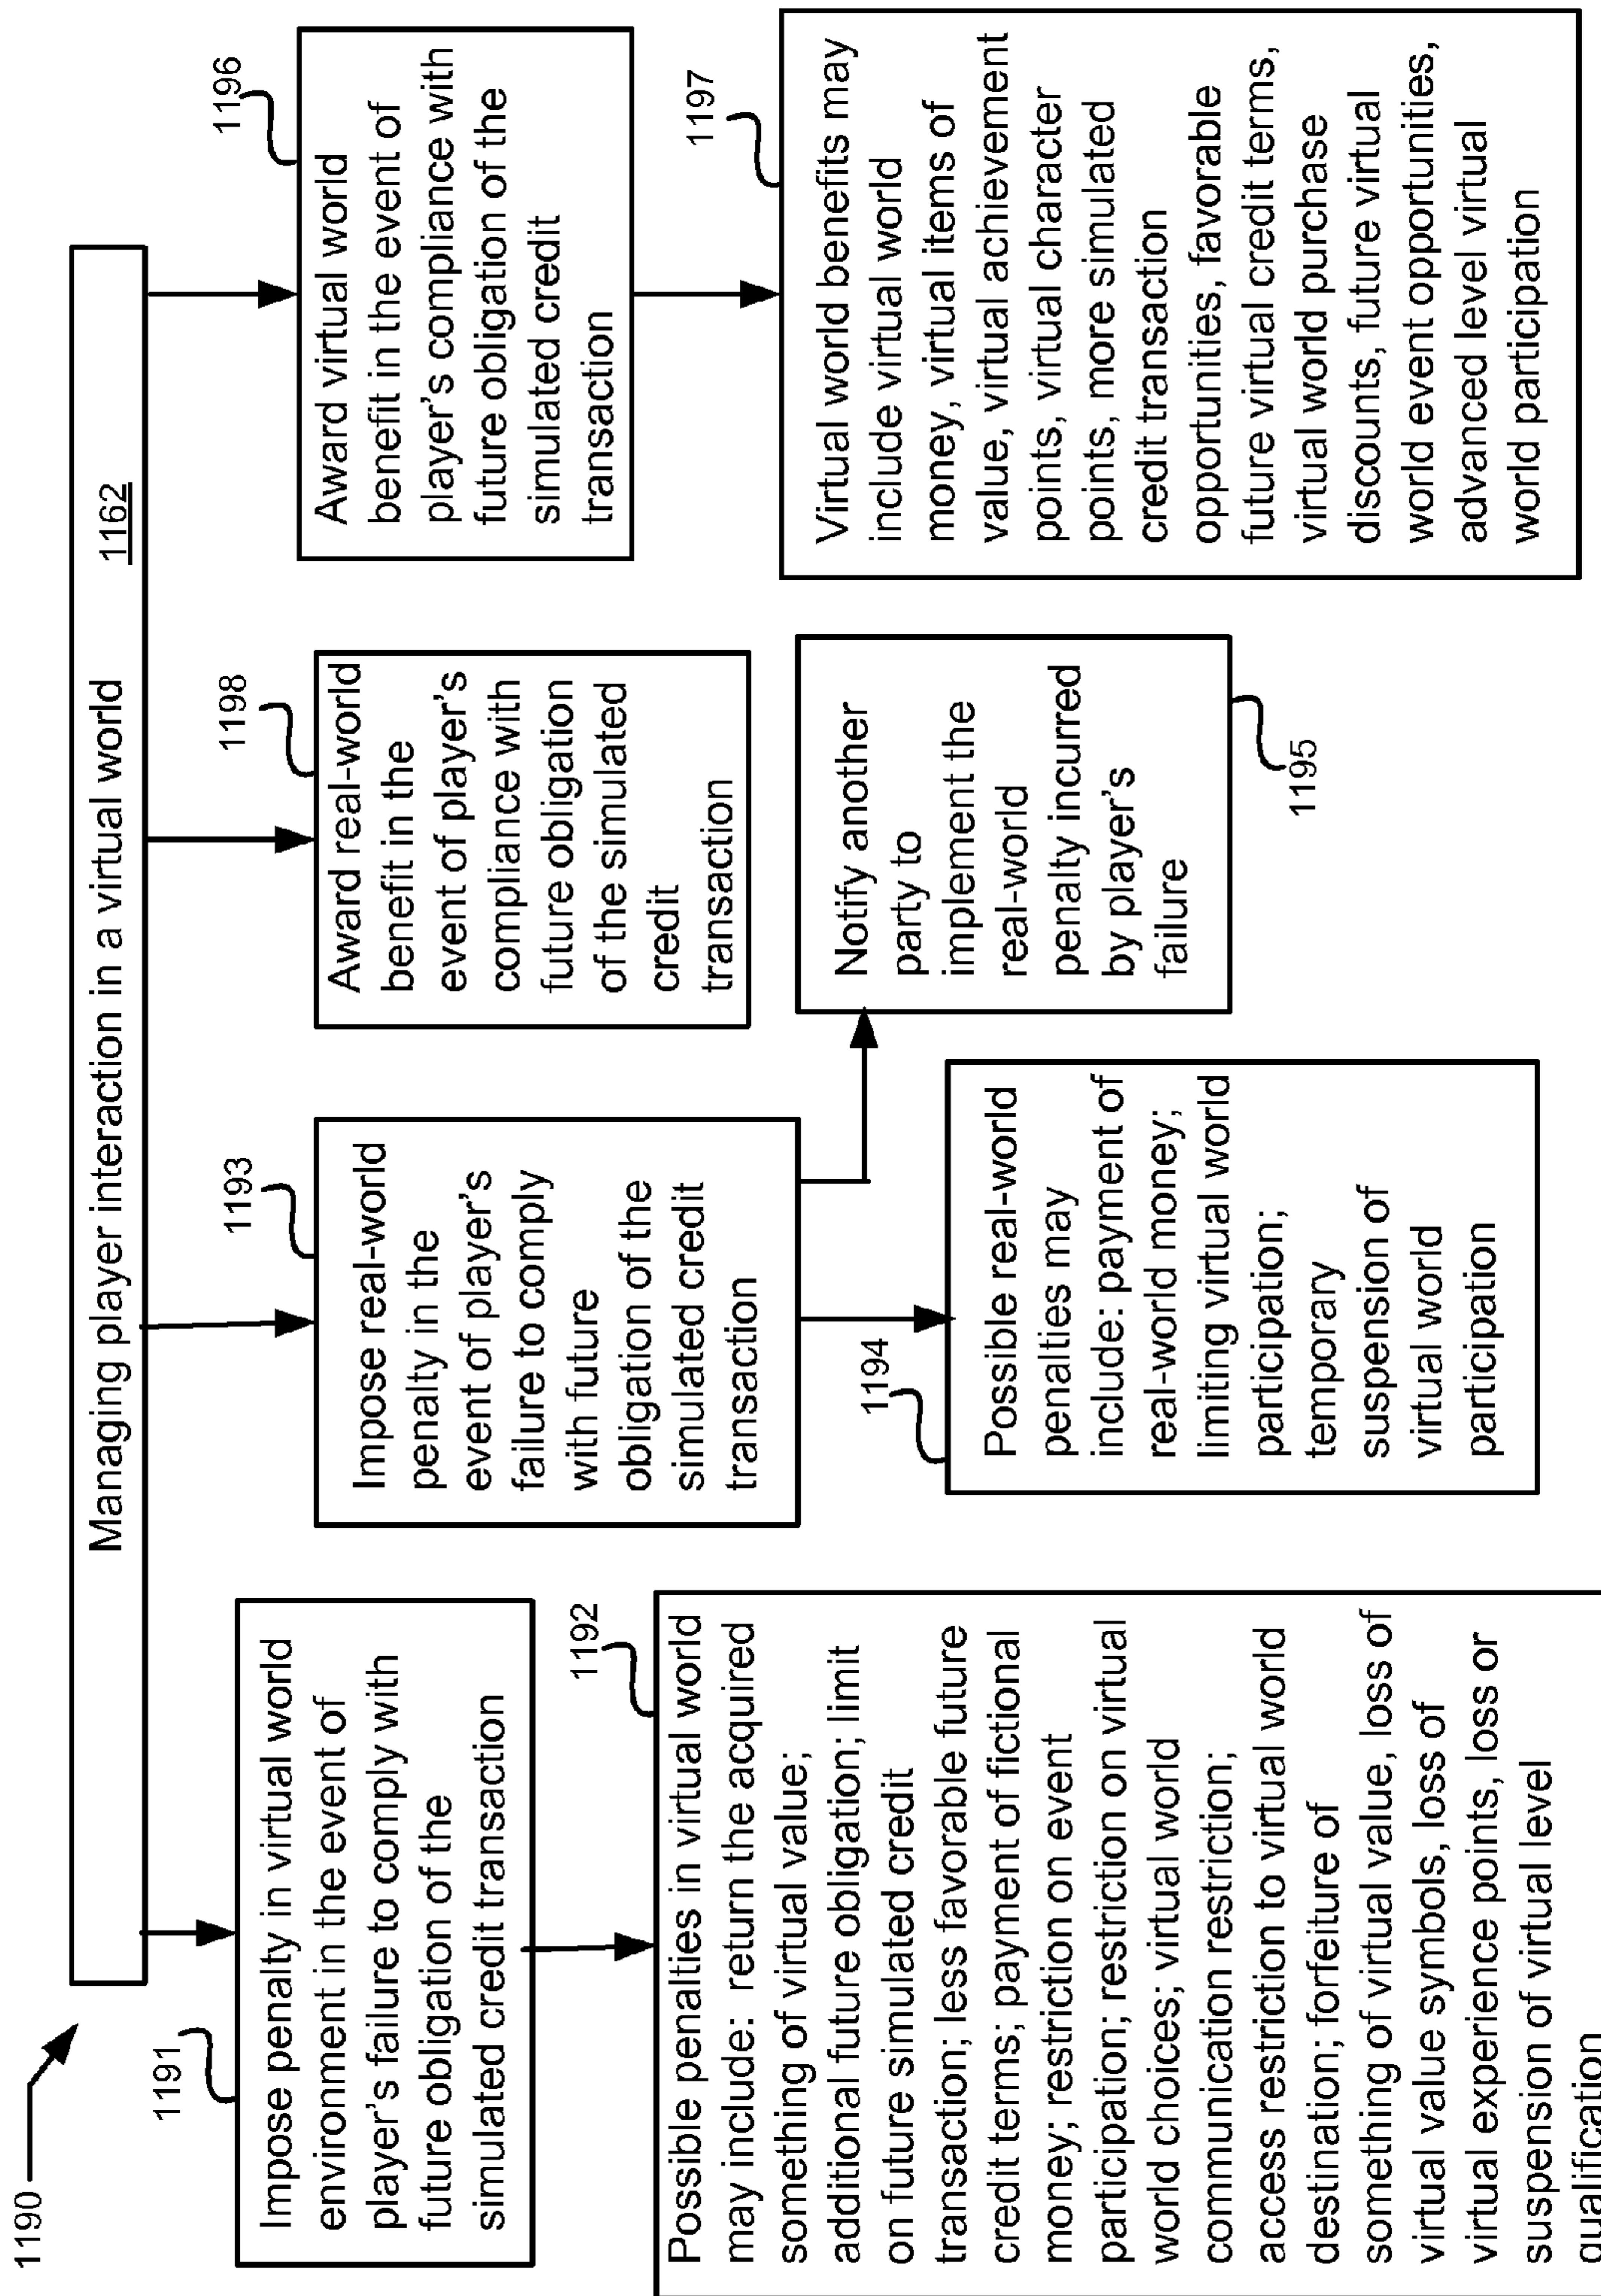 1190
Managing player interaction in a virtual world 1162
1191
Impose penalty in virtual world
environment in the event of
player's failure to comply with
future obligation of the
simulated credit transaction
1192
Possible penalties in virtual world
may include: return the acquired
something of virtual value;
additional future obligation; limit
on future simulated credit
transaction; less favorable future
credit terms; payment of fictional
money; restriction on event
participation; restriction on virtual
world choices; virtual world
communication restriction;
access restriction to virtual world
destination; forfeiture of
something of virtual value, loss of
virtual value symbols, loss of
virtual experience points, loss or
suspension of virtual level
qualification
1193
Impose real-world
penalty in the
event of player's
failure to comply
with future
obligation of the
simulated credit
transaction
1194
Possible real-world
penalties may
include: payment of
real-world money;
limiting virtual world
participation;
temporary
suspension of
virtual world
participation
1198
Award real-world
benefit in the
event of player's
compliance with
future obligation
of the simulated
credit
transaction
Notify another
party to
implement the
real-world
penalty incurred
by player's
failure
1195
1196
Award virtual world
benefit in the event of
player's compliance with
future obligation of the
simulated credit
transaction
1197
Virtual world benefits may
include virtual world
money, virtual items of
value, virtual achievement
points, virtual character
points, more simulated
credit transaction
opportunities, favorable
future virtual credit terms,
virtual world purchase
discounts, future virtual
world event opportunities,
advanced level virtual
world participation